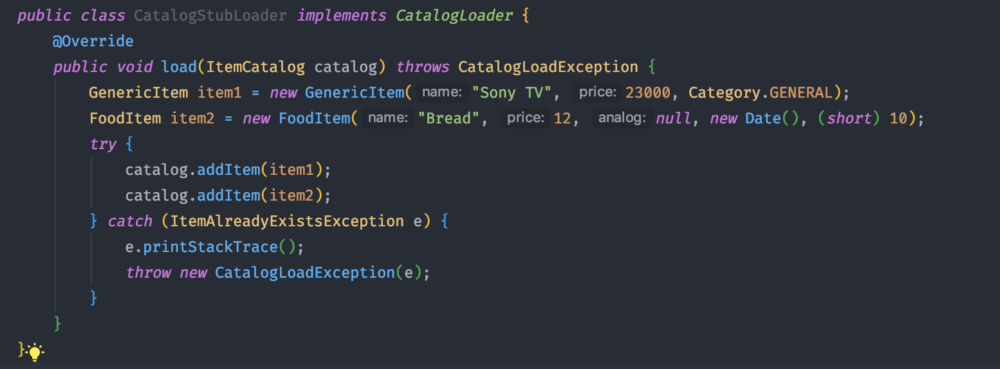 public class CatalogStubLoader implements CatalogLoader {
    @Override
    public void load(ItemCatalog catalog) throws CatalogLoadException {
        GenericItem item1 = new GenericItem( name: "Sony TV", price: 23000, Category.GENERAL);
        FoodItem item2 = new FoodItem( name: "Bread", price: 12, analog: null, new Date(), (short) 10);
        try {
            catalog.addItem(item1);
            catalog.addItem(item2);
        } catch (ItemAlreadyExistsException e) {
            e.printStackTrace();
            throw new CatalogLoadException(e);
        }
    }
}